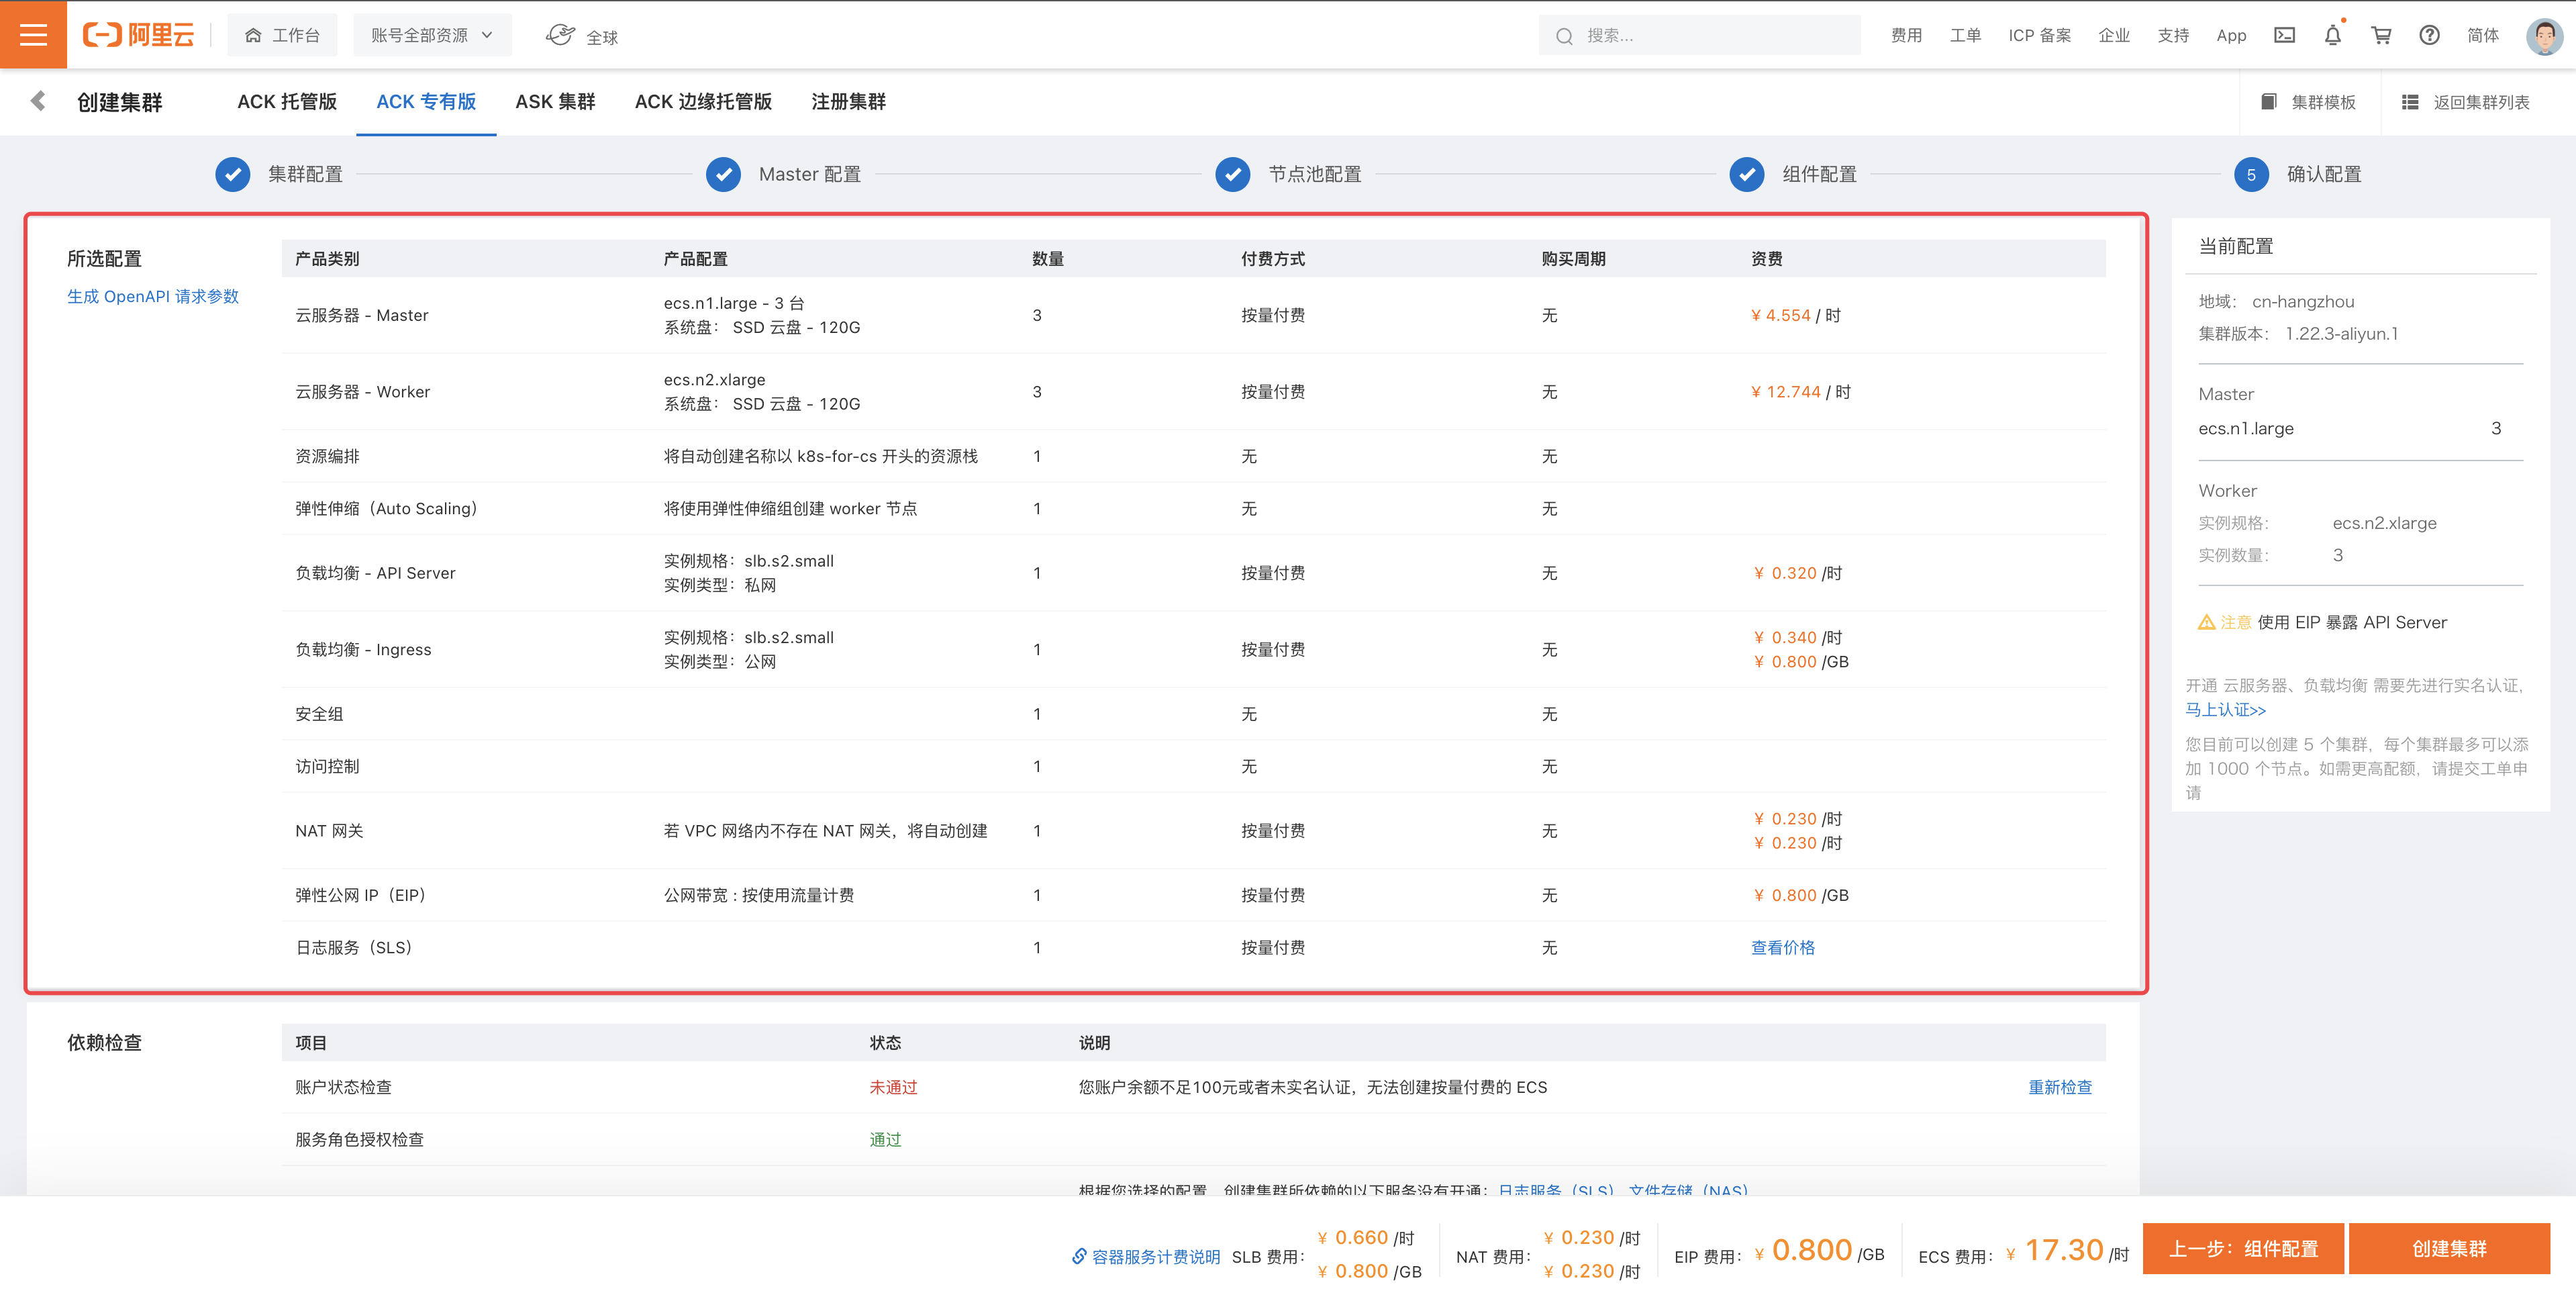 阿里云
工作台
账号全部资源
全球
搜索...
费用
工单
ICP 备案
企业
支持
App
简体
创建集群
ACK 托管版
ACK 专有版
ASK 集群
ACK 边缘托管版
注册集群
集群模板
返回集群列表
集群配置
Master 配置
节点池配置
组件配置
5
确认配置
所选配置
生成 OpenAPI 请求参数
产品类别 产品配置 数量 付费方式 购买周期 资费
云服务器 - Master
ecs.n1.large - 3 台
系统盘： SSD 云盘 - 120G
3 按量付费 无 ¥ 4.554 / 时
云服务器 - Worker
ecs.n2.xlarge
系统盘： SSD 云盘 - 120G
3 按量付费 无 ¥ 12.744 / 时
资源编排 将自动创建名称以 k8s-for-cs 开头的资源栈 1 无 无
弹性伸缩（Auto Scaling） 将使用弹性伸缩组创建 worker 节点 1 无 无
负载均衡 - API Server
实例规格：slb.s2.small
实例类型：私网
1 按量付费 无 ¥ 0.320 /时
负载均衡 - Ingress
实例规格：slb.s2.small
实例类型：公网
1 按量付费 无
¥ 0.340 /时
¥ 0.800 /GB
安全组 1 无 无
访问控制 1 无 无
NAT 网关 若 VPC 网络内不存在 NAT 网关，将自动创建 1 按量付费 无
¥ 0.230 /时
¥ 0.230 /时
弹性公网 IP（EIP） 公网带宽 : 按使用流量计费 1 按量付费 无 ¥ 0.800 /GB
日志服务（SLS） 1 按量付费 无 查看价格
当前配置
地域： cn-hangzhou
集群版本： 1.22.3-aliyun.1
Master
ecs.n1.large 3
Worker
实例规格: ecs.n2.xlarge
实例数量: 3
注意 使用 EIP 暴露 API Server
开通 云服务器、负载均衡 需要先进行实名认证,
马上认证>>
您目前可以创建 5 个集群，每个集群最多可以添
加 1000 个节点。如需更高配额，请提交工单申
请
依赖检查
项目 状态 说明
账户状态检查 未通过 您账户余额不足100元或者未实名认证，无法创建按量付费的 ECS 重新检查
服务角色授权检查 通过
根据您选择的配置，创建集群所依赖的以下服务没有开通：日志服务（SLS） 文件存储（NAS）
容器服务计费说明
SLB 费用：
¥ 0.660 /时
¥ 0.800 /GB
NAT 费用：
¥ 0.230 /时
¥ 0.230 /时
EIP 费用： ¥ 0.800 /GB
ECS 费用： ¥ 17.30 /时
上一步：组件配置
创建集群